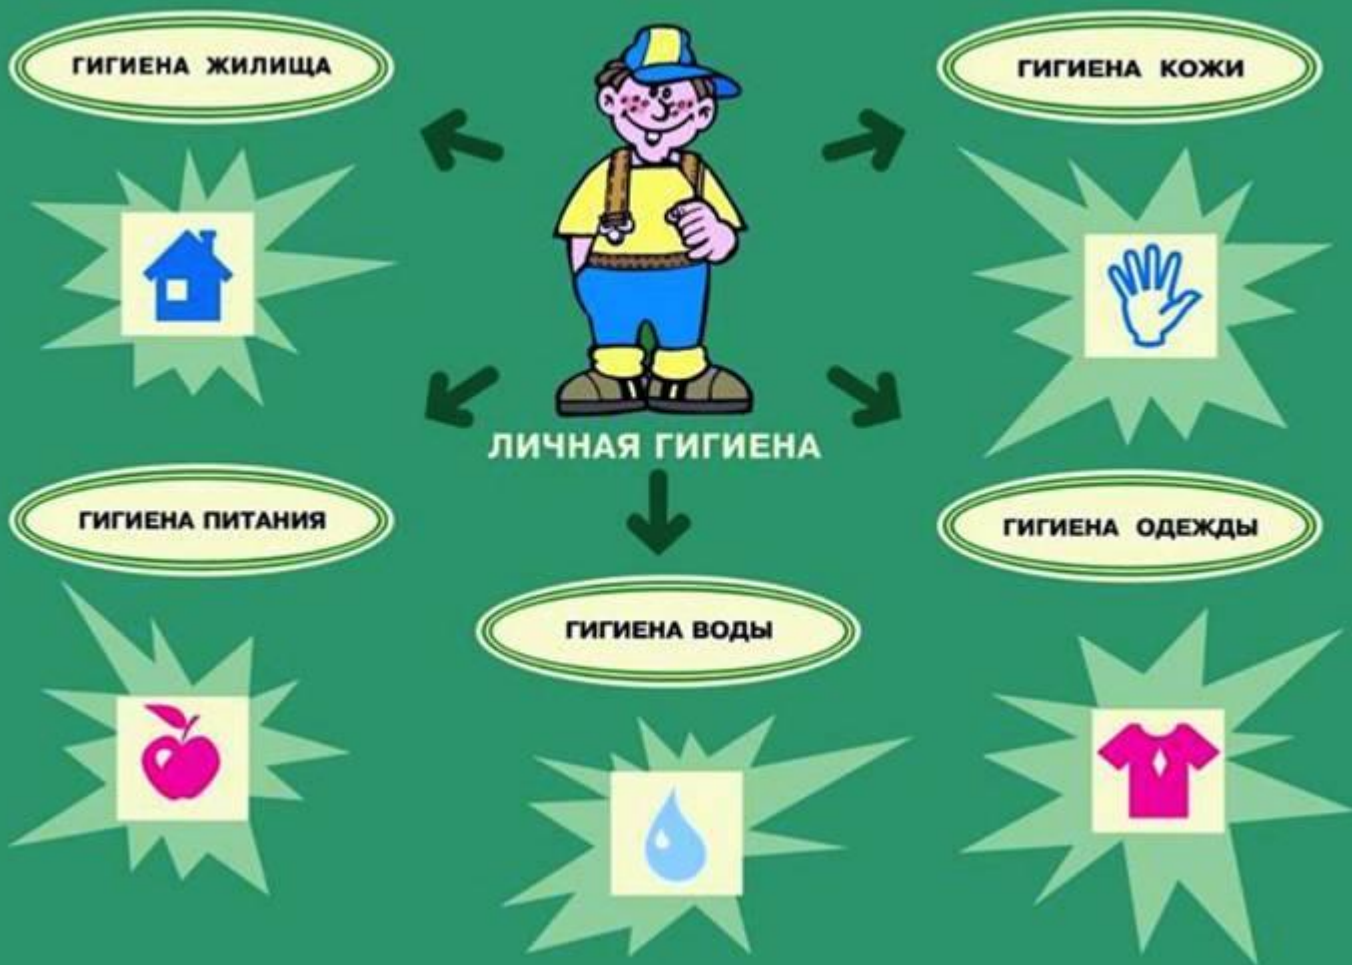 ГИГИЕНА ЖИЛИЩА
ГИГИЕНА КОЖИ
ЛИЧНАЯ ГИГИЕНА
ГИГИЕНА ПИТАНИЯ
ГИГИЕНА ОДЕЖДЫ
ГИГИЕНА ВОДЫ